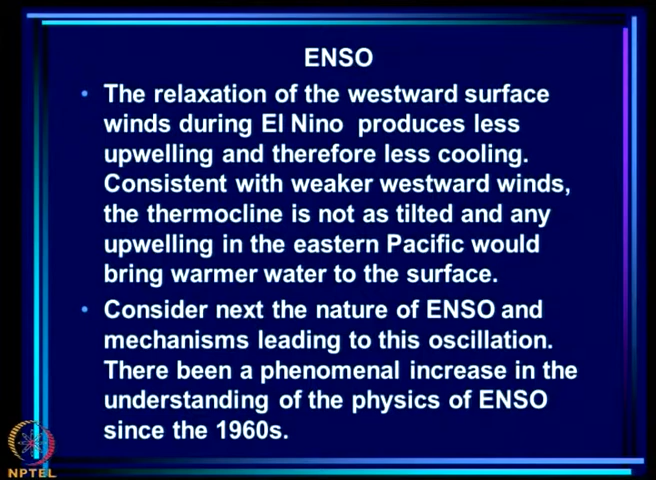 ENSO
• The relaxation of the westward surface
winds during El Nino produces less
upwelling and therefore less cooling.
Consistent with weaker westward winds,
the thermocline is not as tilted and any
upwelling in the eastern Pacific would
bring warmer water to the surface.
• Consider next the nature of ENSO and
mechanisms leading to this oscillation.
There been a phenomenal increase in the
understanding of the physics of ENSO
since the 1960s.
NPTEL